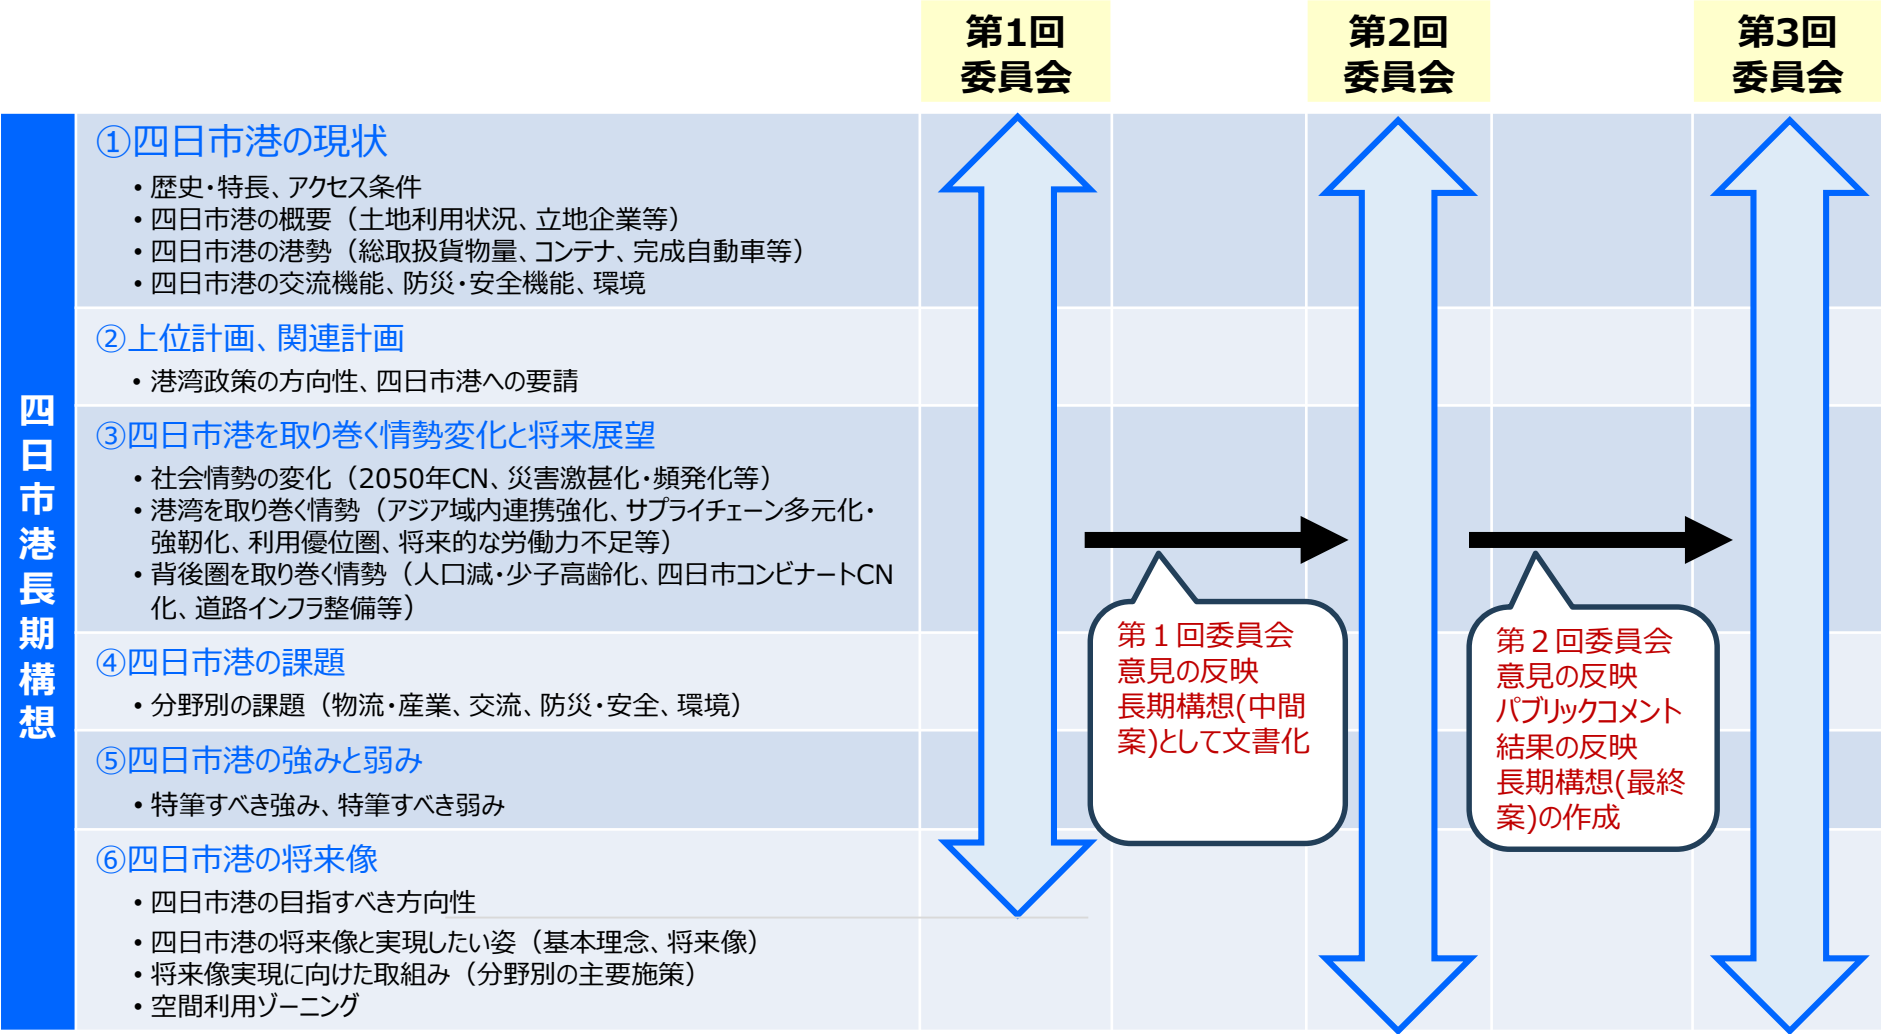 第1回
委員会
第2回
委員会
第3回
委員会
四日市港長期構想
①四日市港の現状
• 歴史・特長、アクセス条件
• 四日市港の概要（土地利用状況、立地企業等）
• 四日市港の港勢（総取扱貨物量、コンテナ、完成自動車等）
• 四日市港の交流機能、防災・安全機能、環境
②上位計画、関連計画
• 港湾政策の方向性、四日市港への要請
③四日市港を取り巻く情勢変化と将来展望
• 社会情勢の変化（2050年CN、災害激甚化・頻発化等）
• 港湾を取り巻く情勢（アジア域内連携強化、サプライチェーン多元化・
強靭化、利用優位圏、将来的な労働力不足等）
• 背後圏を取り巻く情勢（人口減・少子高齢化、四日市コンビナートCN
化、道路インフラ整備等）
④四日市港の課題
• 分野別の課題（物流・産業、交流、防災・安全、環境）
⑤四日市港の強みと弱み
• 特筆すべき強み、特筆すべき弱み
⑥四日市港の将来像
• 四日市港の目指すべき方向性
• 四日市港の将来像と実現したい姿（基本理念、将来像）
• 将来像実現に向けた取組み（分野別の主要施策）
• 空間利用ゾーニング
第１回委員会
意見の反映
長期構想(中間
案)として文書化
第２回委員会
意見の反映
パブリックコメント
結果の反映
長期構想(最終
案)の作成